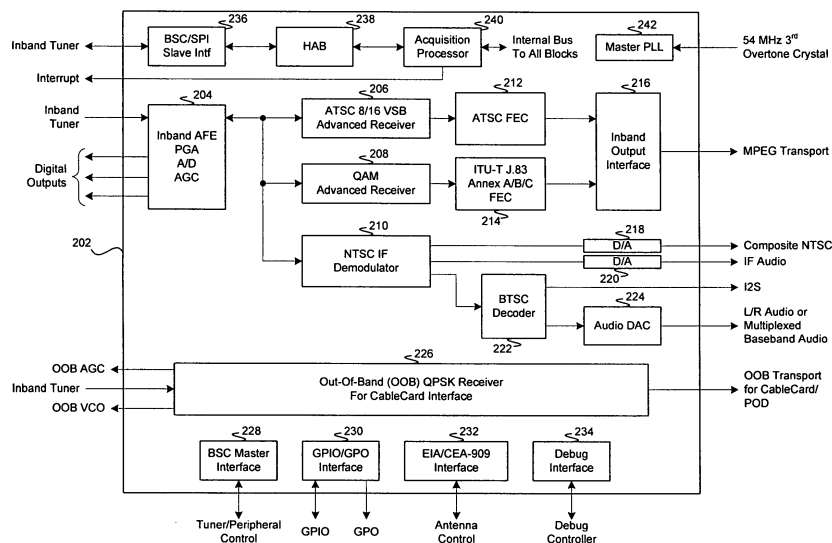 236
238
240
242
Inband Tuner
BSC/SPI
Slave Intf
HAB
Acquisition
Processor
Internal Bus
To All Blocks
Master PLL
54 MHz 3rd
Overtone Crystal
Interrupt
204
206
212
216
Inband
Tuner
Inband AFE
PGA
A/D
AGC
ATSC 8/16 VSB
Advanced Receiver
ATSC FEC
Inband
Output
Interface
MPEG Transport
Digital
Outputs
208
QAM
Advanced Receiver
ITU-T J.83
Annex A/B/C
FEC
214
202
210
NTSC IF
Demodulator
218
D/A
Composite NTSC
D/A
IF Audio
220
I2S
BTSC
Decoder
222
224
Audio DAC
L/R Audio or
Multiplexed
Baseband Audio
226
OOB AGC
Inband Tuner
OOB VCO
Out-Of-Band (OOB) QPSK Receiver
For CableCard Interface
OOB Transport
for CableCard/
POD
228
230
232
234
BSC Master
Interface
GPIO/GPO
Interface
EIA/CEA-909
Interface
Debug
Interface
Tuner/Peripheral
Control
GPIO
GPO
Antenna
Control
Debug
Controller